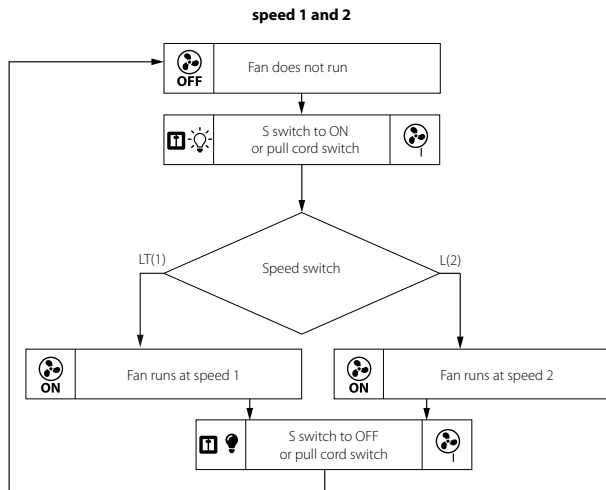 speed 1 and 2
OFF
Fan does not run
S switch to ON
or pull cord switch
LT(1)
Speed switch
L(2)
ON
Fan runs at speed 1
ON
Fan runs at speed 2
S switch to OFF
or pull cord switch